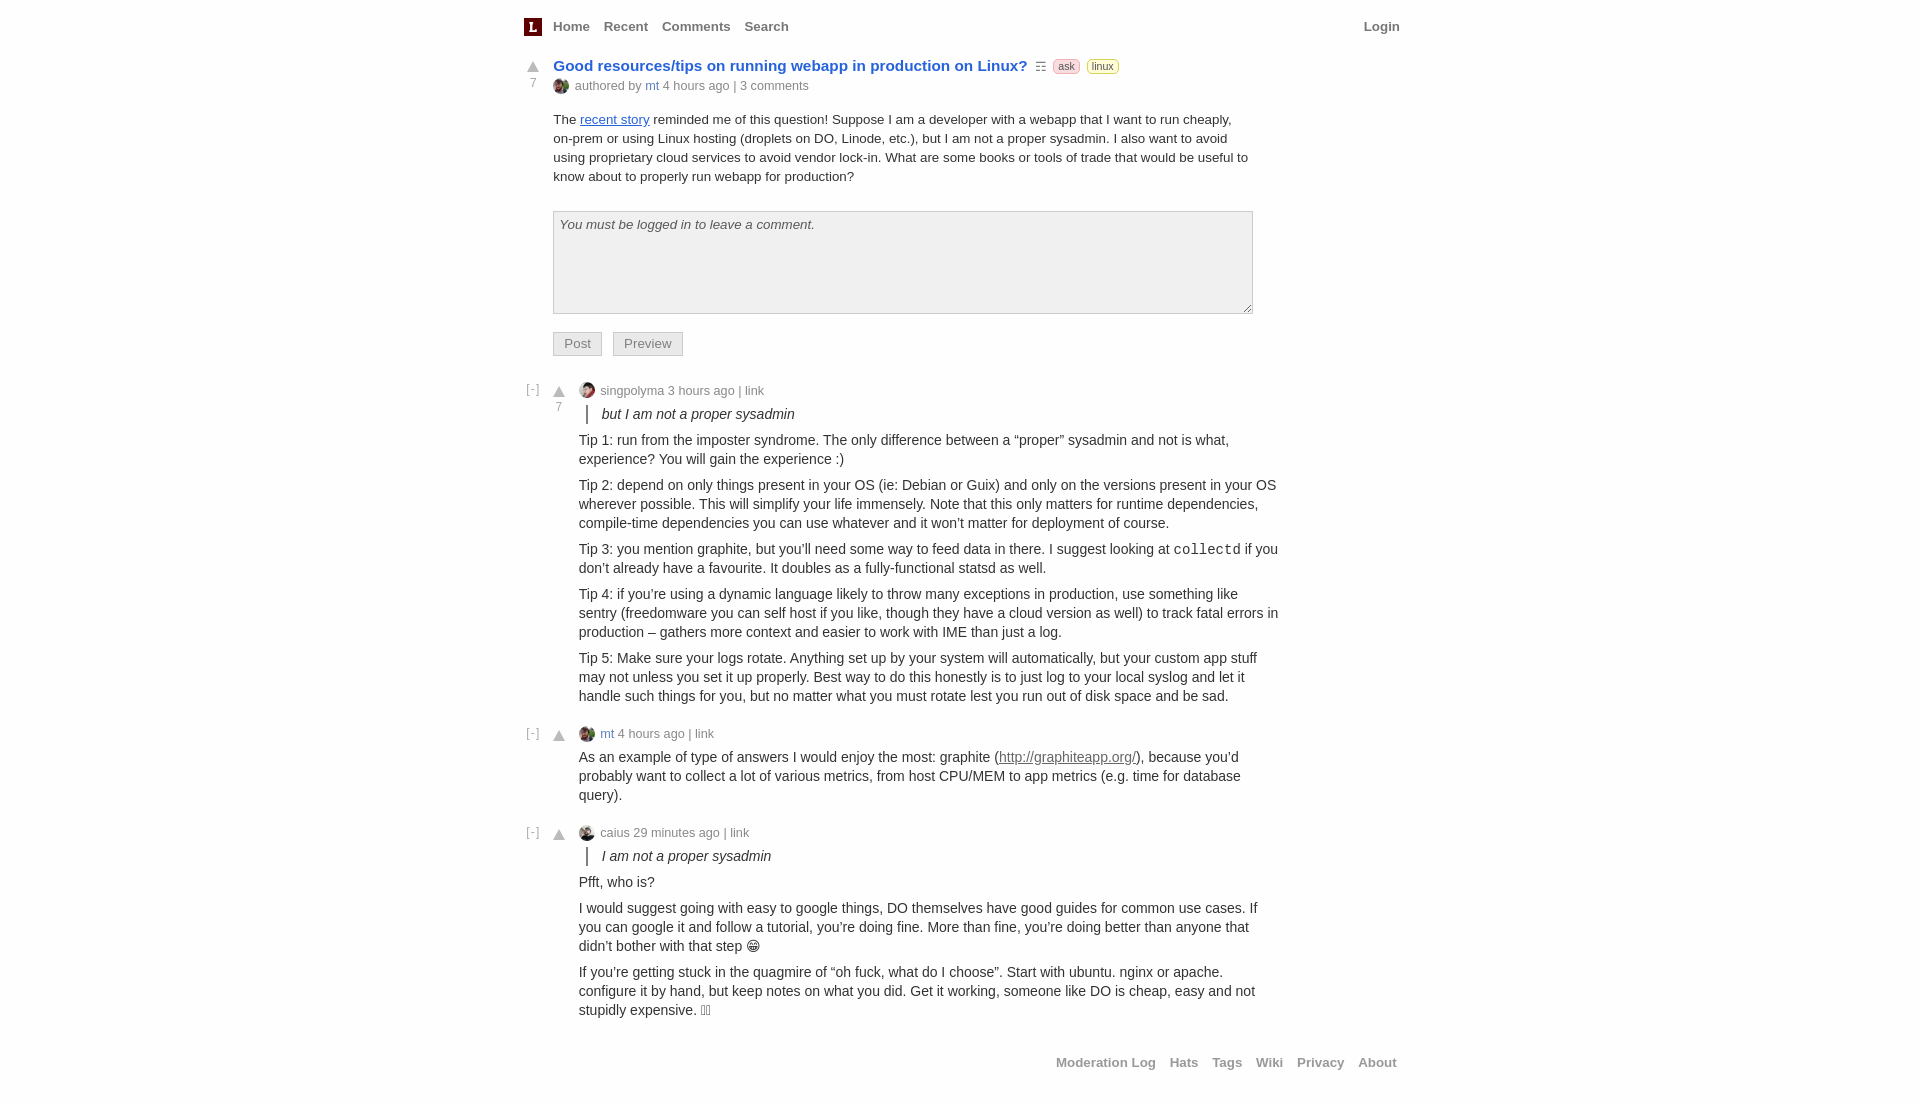 L Home Recent Comments Search Login
Good resources/tips on running webapp in production on Linux? ☶ ask linux
7
authored by mt 4 hours ago | 3 comments
The recent story reminded me of this question! Suppose I am a developer with a webapp that I want to run cheaply,
on-prem or using Linux hosting (droplets on DO, Linode, etc.), but I am not a proper sysadmin. I also want to avoid
using proprietary cloud services to avoid vendor lock-in. What are some books or tools of trade that would be useful to
know about to properly run webapp for production?
You must be logged in to leave a comment.
Post Preview
[-] singpolyma 3 hours ago | link
7
but I am not a proper sysadmin
Tip 1: run from the imposter syndrome. The only difference between a “proper” sysadmin and not is what,
experience? You will gain the experience :)
Tip 2: depend on only things present in your OS (ie: Debian or Guix) and only on the versions present in your OS
wherever possible. This will simplify your life immensely. Note that this only matters for runtime dependencies,
compile-time dependencies you can use whatever and it won’t matter for deployment of course.
Tip 3: you mention graphite, but you’ll need some way to feed data in there. I suggest looking at collectd if you
don’t already have a favourite. It doubles as a fully-functional statsd as well.
Tip 4: if you’re using a dynamic language likely to throw many exceptions in production, use something like
sentry (freedomware you can self host if you like, though they have a cloud version as well) to track fatal errors in
production – gathers more context and easier to work with IME than just a log.
Tip 5: Make sure your logs rotate. Anything set up by your system will automatically, but your custom app stuff
may not unless you set it up properly. Best way to do this honestly is to just log to your local syslog and let it
handle such things for you, but no matter what you must rotate lest you run out of disk space and be sad.
[-] mt 4 hours ago | link
As an example of type of answers I would enjoy the most: graphite (http://graphiteapp.org/), because you’d
probably want to collect a lot of various metrics, from host CPU/MEM to app metrics (e.g. time for database
query).
[-] caius 29 minutes ago | link
I am not a proper sysadmin
Pfft, who is?
I would suggest going with easy to google things, DO themselves have good guides for common use cases. If
you can google it and follow a tutorial, you’re doing fine. More than fine, you’re doing better than anyone that
didn’t bother with that step 😁
If you’re getting stuck in the quagmire of “oh fuck, what do I choose”. Start with ubuntu. nginx or apache.
configure it by hand, but keep notes on what you did. Get it working, someone like DO is cheap, easy and not
stupidly expensive.
Moderation Log Hats Tags Wiki Privacy About